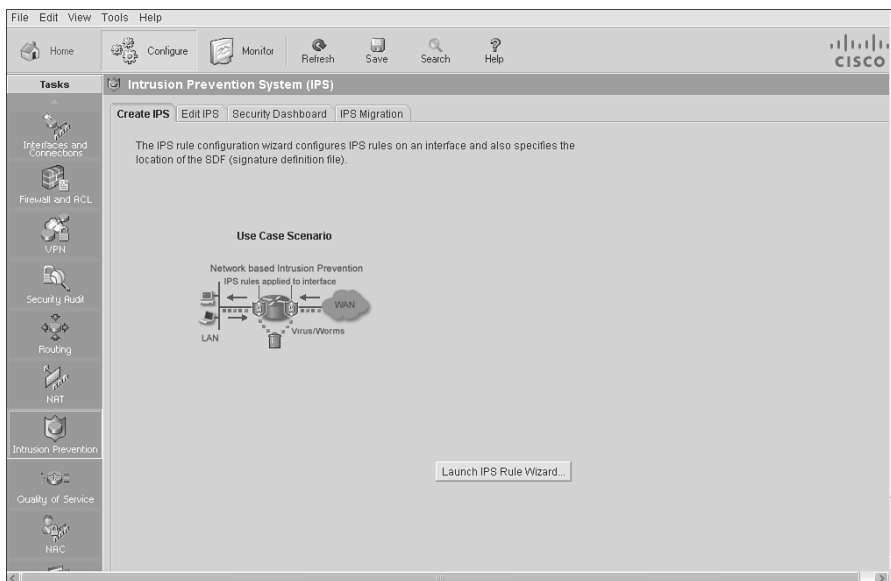 File Edit View Tools Help
Home
Configure
Monitor
Refresh
Save
Search
Help
CISCO
Tasks
Intrusion Prevention System (IPS)
Create IPS
Edit IPS
Security Dashboard
IPS Migration
Interfaces and
Connections
Firewall and ACL
VPN
Security Audit
Routing
NAT
Intrusion Prevention
Quality of Service
NAC
The IPS rule configuration wizard configures IPS rules on an interface and also specifies the
location of the SDF (signature definition file).
Use Case Scenario
Network based Intrusion Prevention
IPS rules applied to interface
WAN
LAN
Virus/Worms
Launch IPS Rule Wizard...